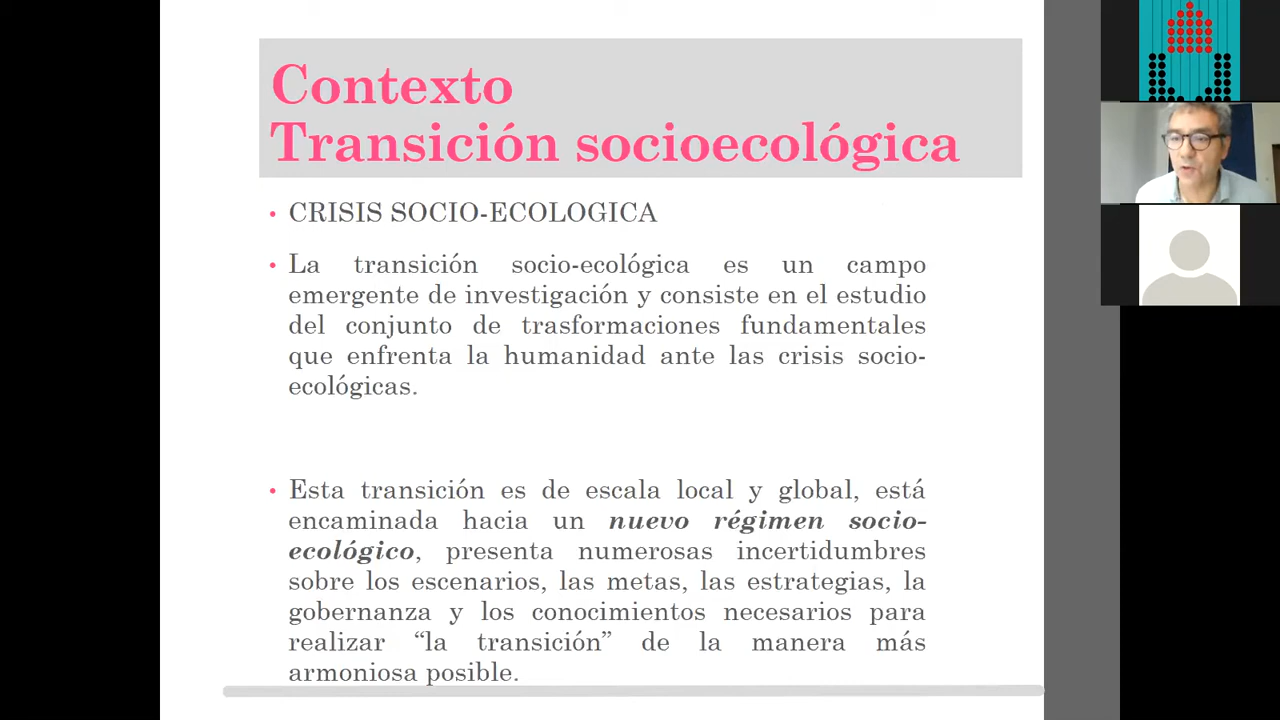 Contexto
Transición socioecológica
• CRISIS SOCIO-ECOLOGICA
• La transición socio-ecológica es un campo
emergente de investigación y consiste en el estudio
del conjunto de trasformaciones fundamentales
que enfrenta la humanidad ante las crisis socio-
ecológicas.
• Esta transición es de escala local y global, está
encaminada hacia un nuevo régimen socio-
ecológico, presenta numerosas incertidumbres
sobre los escenarios, las metas, las estrategias, la
gobernanza y los conocimientos necesarios para
realizar “la transición” de la manera más
armoniosa posible.